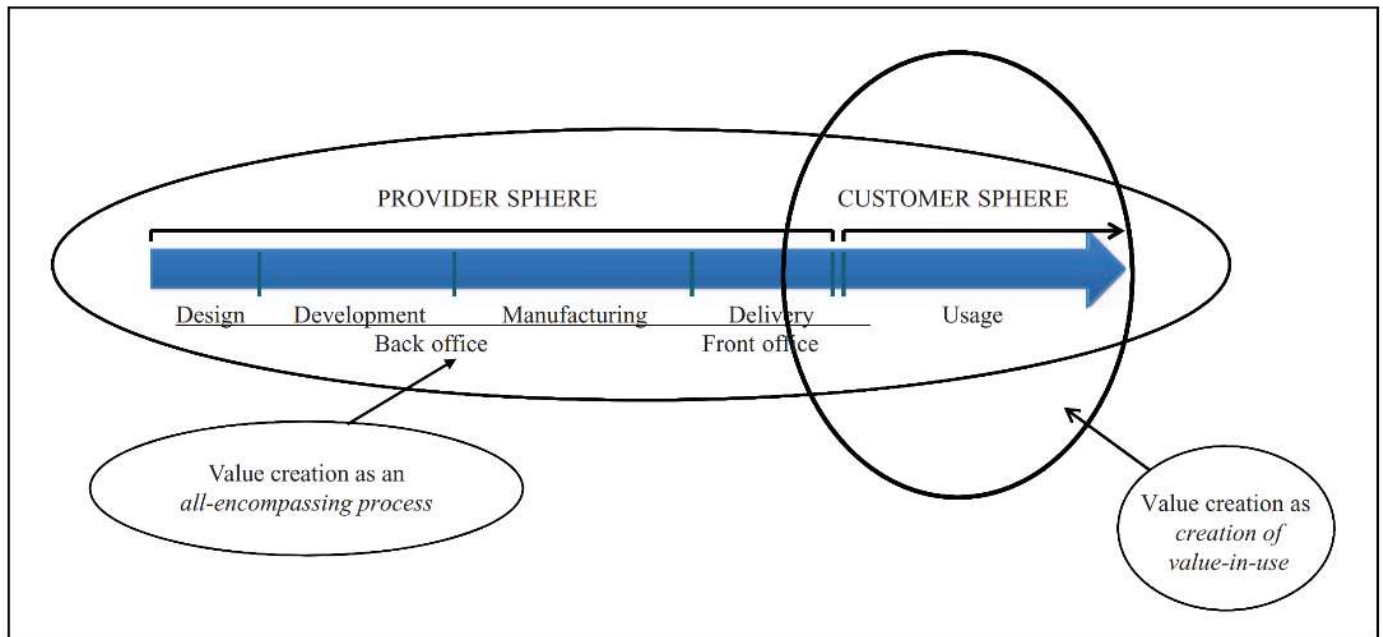 PROVIDER SPHERE CUSTOMER SPHERE
Design Development Manufacturing Delivery Usage
Back office Front office
Value creation as an
all-encompassing process
Value creation as
creation of
value-in-use